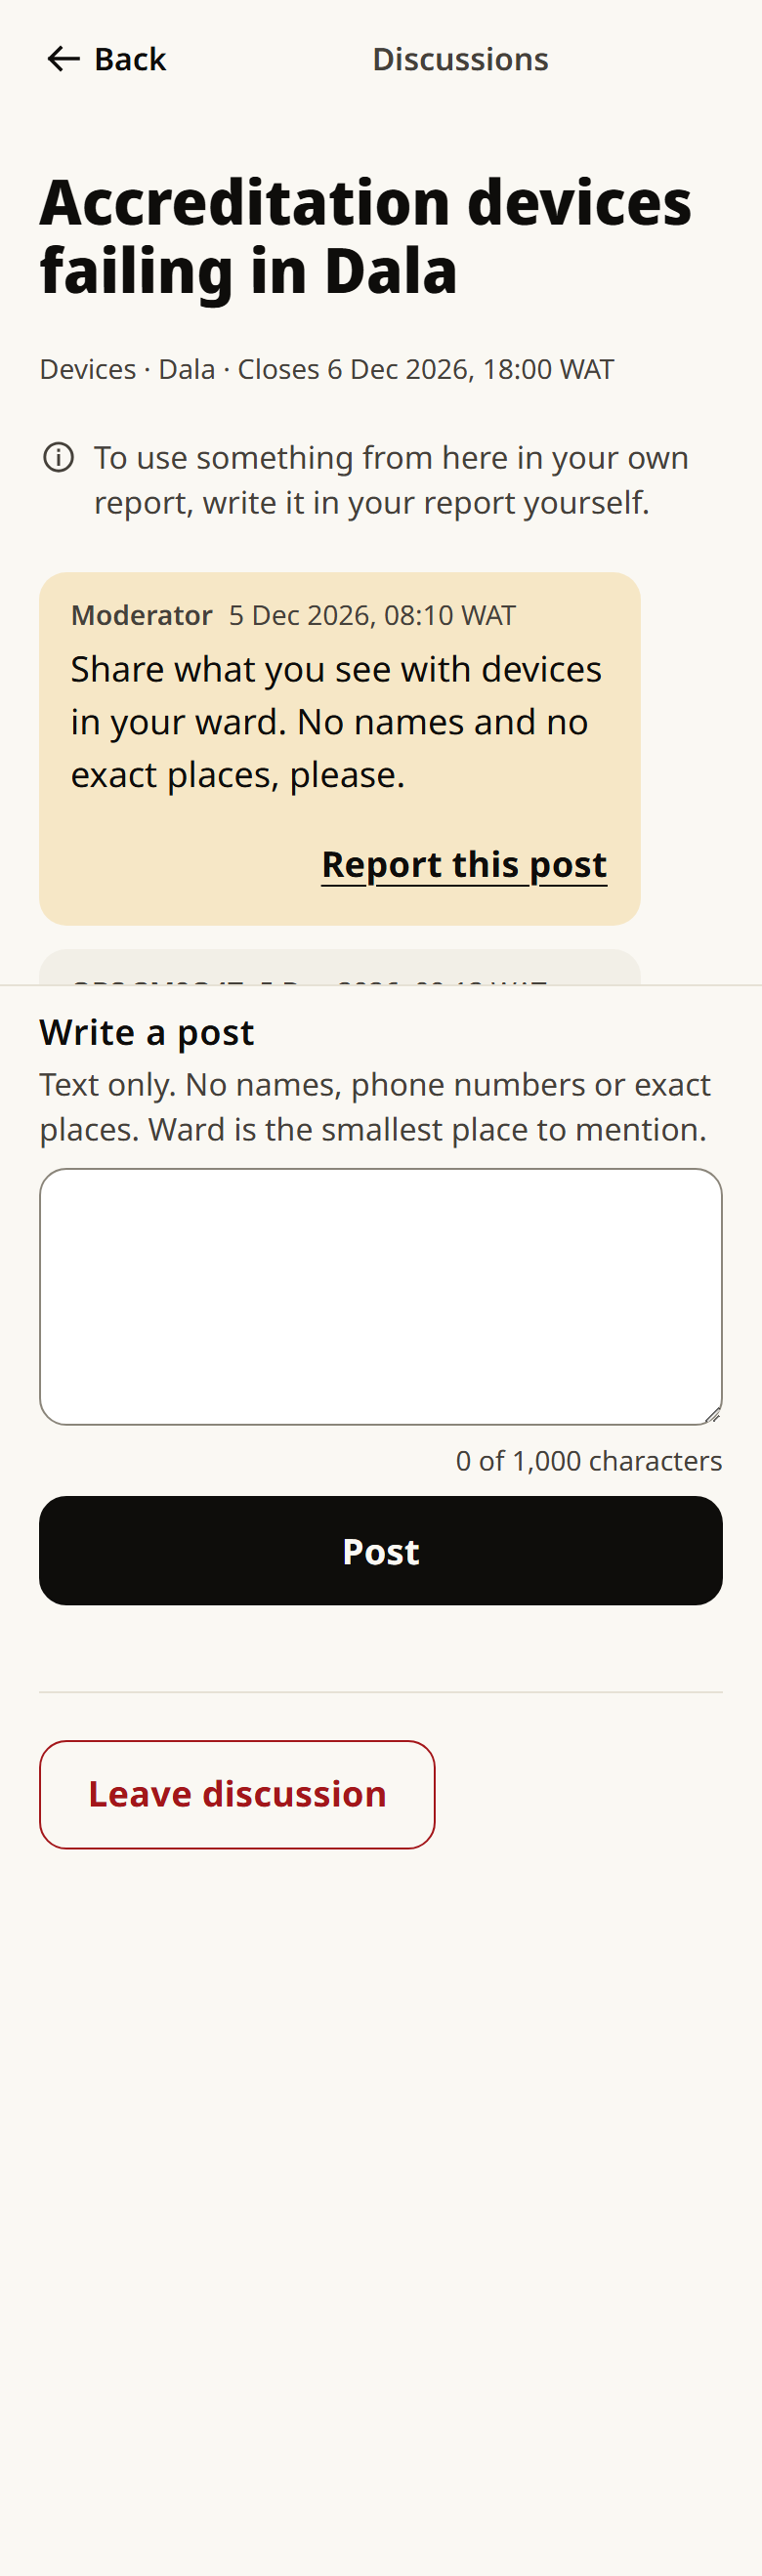 Back
Discussions
Accreditation devices
failing in Dala
Devices · Dala · Closes 6 Dec 2026, 18:00 WAT
To use something from here in your own
report, write it in your report yourself.
Moderator 5 Dec 2026, 08:10 WAT
Share what you see with devices
in your ward. No names and no
exact places, please.
Report this post
Write a post
Text only. No names, phone numbers or exact
places. Ward is the smallest place to mention.
0 of 1,000 characters
Post
Leave discussion